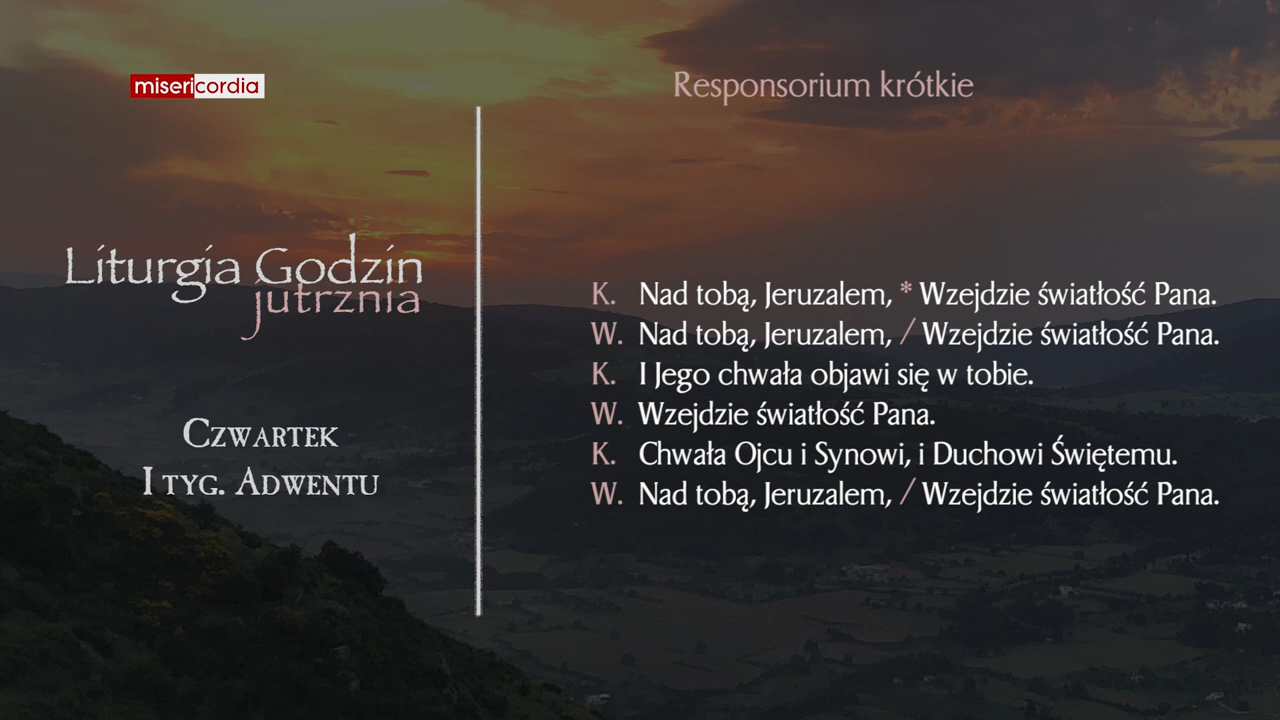 misericordia
Liturgia Godzin
jutrznia
Czwartek
I tyg. Adwentu
Responsorium krótkie
K. Nad tobą, Jeruzalem, * Wzejdzie światłość Pana.
W. Nad tobą, Jeruzalem, / Wzejdzie światłość Pana.
K. I Jego chwała objawi się w tobie.
W. Wzejdzie światłość Pana.
K. Chwała Ojcu i Synowi, i Duchowi Świętemu.
W. Nad tobą, Jeruzalem, / Wzejdzie światłość Pana.